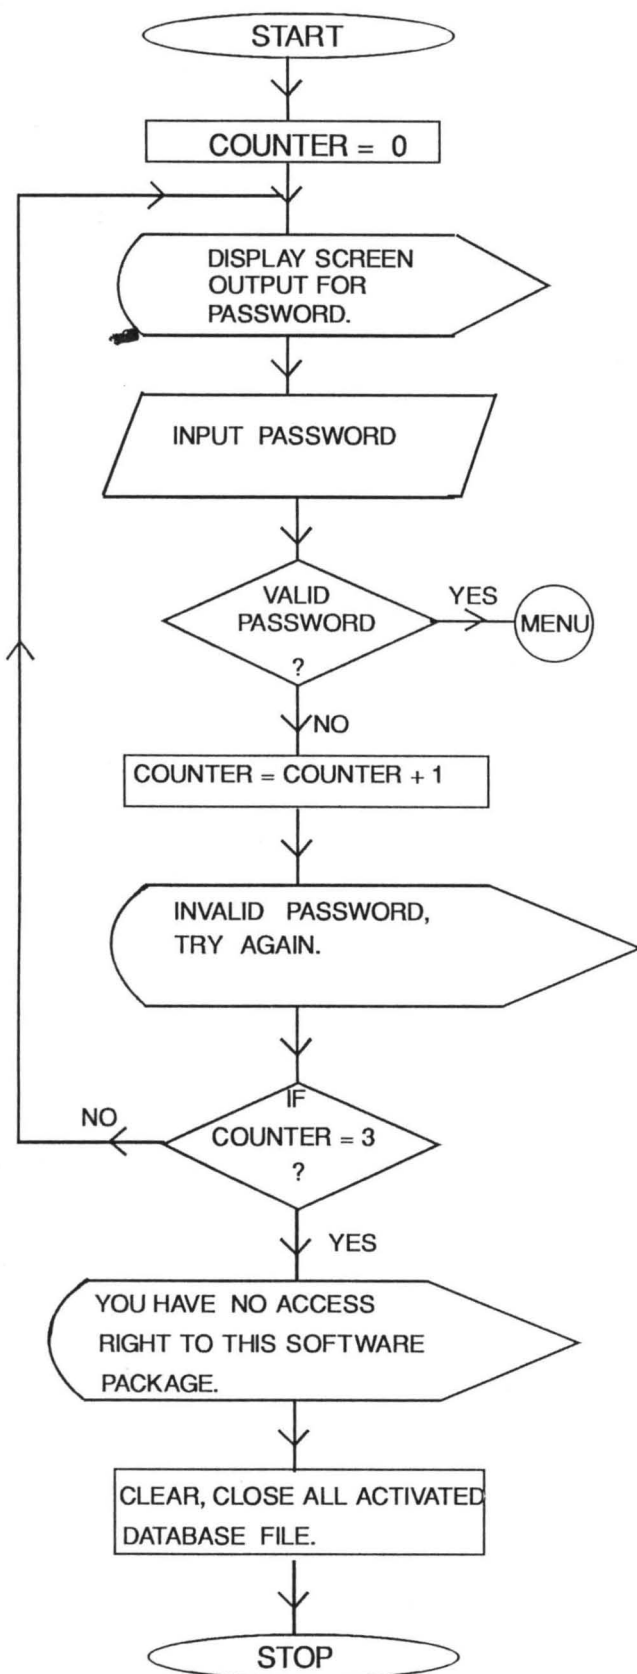 START
COUNTER = 0
DISPLAY SCREEN
OUTPUT FOR
PASSWORD.
INPUT PASSWORD
VALID
PASSWORD
?
YES
MENU
NO
COUNTER = COUNTER + 1
INVALID PASSWORD,
TRY AGAIN.
IF
COUNTER = 3
?
NO
YES
YOU HAVE NO ACCESS
RIGHT TO THIS SOFTWARE
PACKAGE.
CLEAR, CLOSE ALL ACTIVATED
DATABASE FILE.
STOP